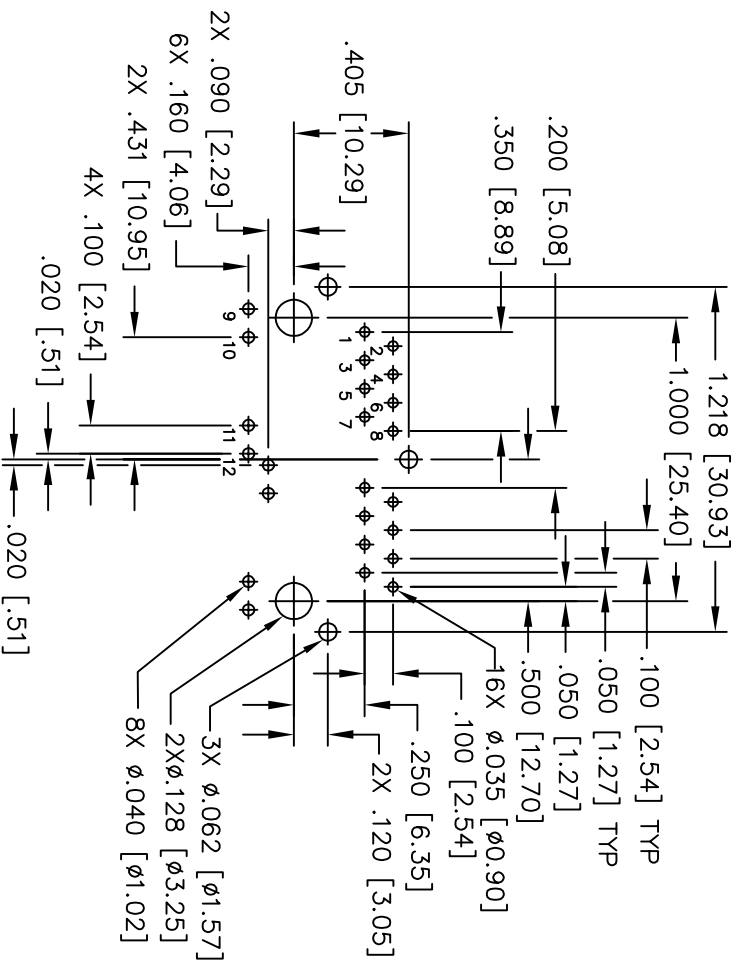 1.218 [30.93]
1.000 [25.40]
.200 [5.08]
.350 [8.89]
.405
[10.29]
2X .090 [2.29]
6X .160 [4.06]
2X .431 [10.95]
4X .100 [2.54]
.020 [.51]
.020 [.51]
.100 [2.54] TYP
.050 [1.27] TYP
.050 [1.27]
.500 [12.70]
16X ø.035 [ø0.90]
.100 [2.54]
.250 [6.35]
2X .120 [3.05]
3X ø.062 [ø1.57]
2Xø.128 [ø3.25]
8X ø.040 [ø1.02]
1
2
3
4
5
6
7
8
9
10
11
12